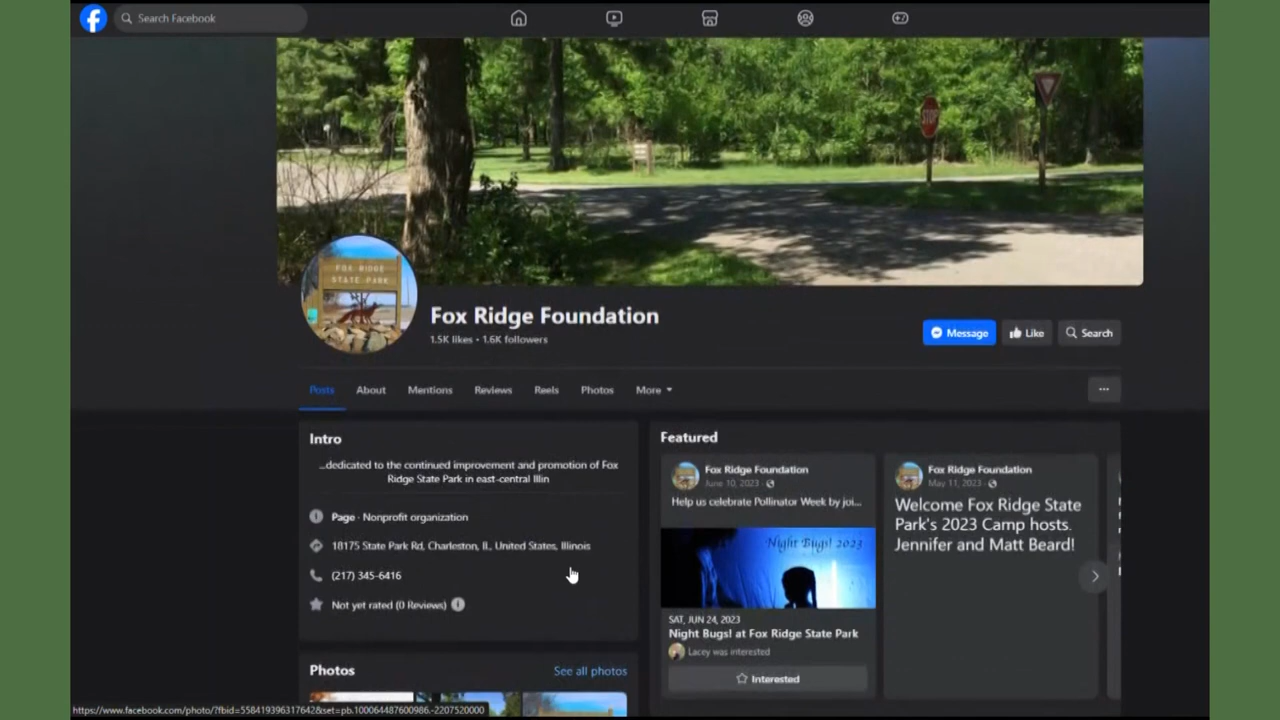 Search Facebook
STOP
FOX RIDGE
STATE PARK
Fox Ridge Foundation
1.5K likes • 1.6K followers
Message
Like
Search
Posts
About
Mentions
Reviews
Reels
Photos
More
Intro
...dedicated to the continued improvement and promotion of Fox
Ridge State Park in east-central Illin
Page · Nonprofit organization
18175 State Park Rd, Charleston, IL, United States, Illinois
(217) 345-6416
Not yet rated (0 Reviews)
Photos
See all photos
Featured
Fox Ridge Foundation
June 10, 2023 ·
Help us celebrate Pollinator Week by joi...
Night Bugs! 2023
SAT, JUN 24, 2023
Night Bugs! at Fox Ridge State Park
Lacey was interested
Interested
Fox Ridge Foundation
May 11, 2023 ·
Welcome Fox Ridge State
Park's 2023 Camp hosts.
Jennifer and Matt Beard!
https://www.facebook.com/photo/?fbid=558419396317642&set=pb.100064487600986.-2207520000